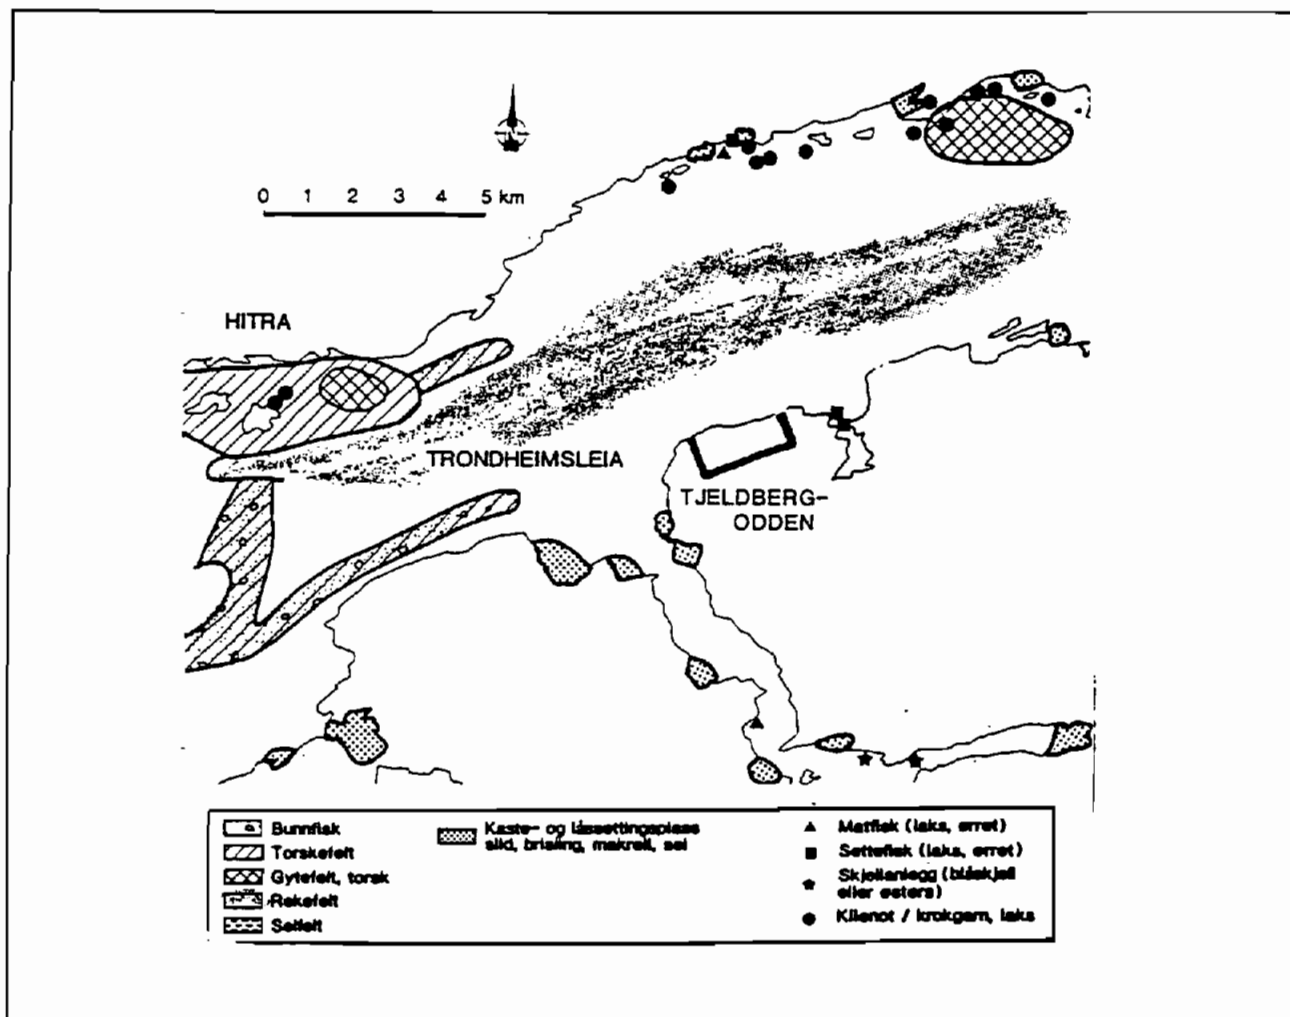 0 1 2 3 4 5 km
HITRA
TRONDHEIMSLEIA
TJELDBERG-
ODDEN
Bunnfisk
Torskefelt
Gytefelt, torsk
Rekefelt
Seifelt
Kaste- og låssettingsplass
sild, brisling, makrell, sei
Matfisk (laks, ørret)
Settefisk (laks, ørret)
Skjellanlegg (blåskjell
eller østers)
Kilenot / krokgarn, laks